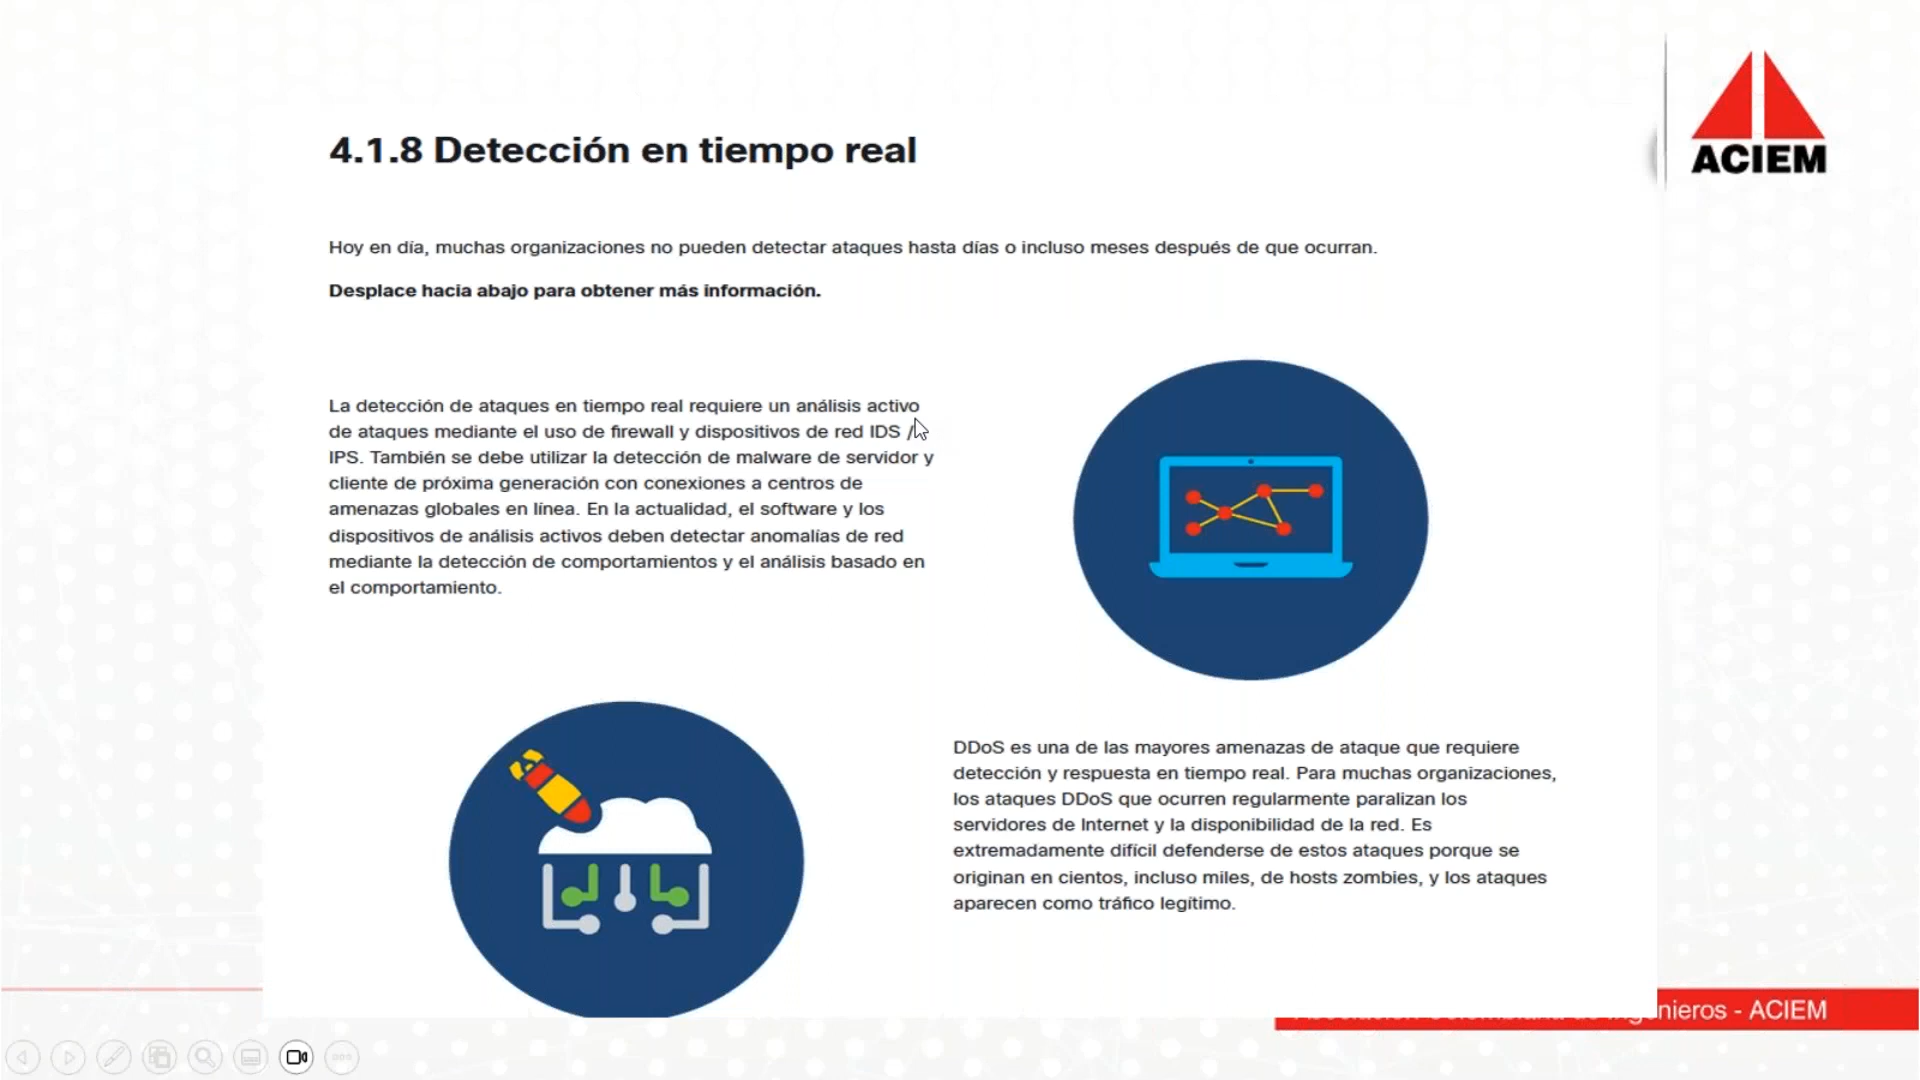 ACIEM
4.1.8 Detección en tiempo real
Hoy en día, muchas organizaciones no pueden detectar ataques hasta días o incluso meses después de que ocurran.
Desplace hacia abajo para obtener más información.
La detección de ataques en tiempo real requiere un análisis activo
de ataques mediante el uso de firewall y dispositivos de red IDS /
IPS. También se debe utilizar la detección de malware de servidor y
cliente de próxima generación con conexiones a centros de
amenazas globales en línea. En la actualidad, el software y los
dispositivos de análisis activos deben detectar anomalías de red
mediante la detección de comportamientos y el análisis basado en
el comportamiento.
DDoS es una de las mayores amenazas de ataque que requiere
detección y respuesta en tiempo real. Para muchas organizaciones,
los ataques DDoS que ocurren regularmente paralizan los
servidores de Internet y la disponibilidad de la red. Es
extremadamente difícil defenderse de estos ataques porque se
originan en cientos, incluso miles, de hosts zombies, y los ataques
aparecen como tráfico legítimo.
nieros - ACIEM